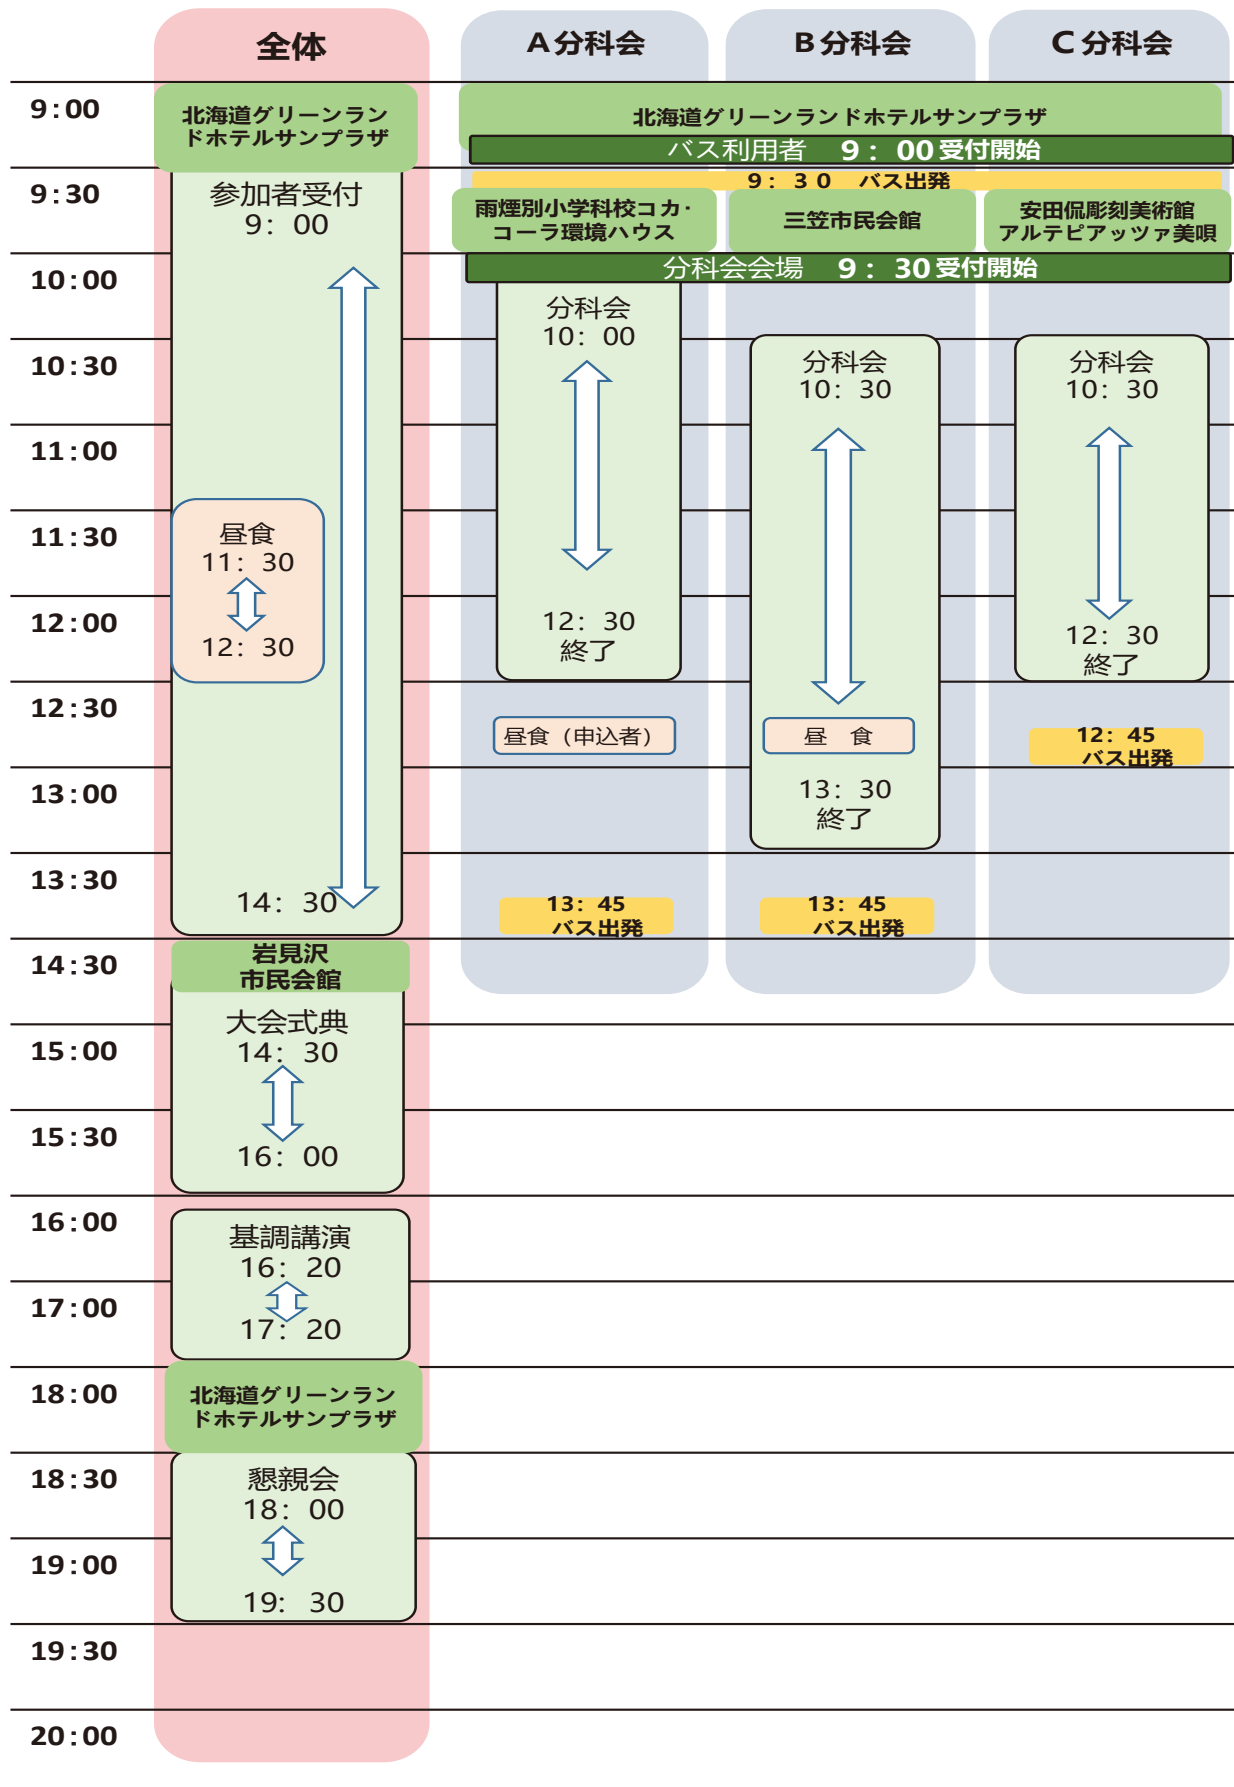 全体
A分科会
B分科会
C分科会
9:00
北海道グリーンラン
ドホテルサンプラザ
北海道グリーンランドホテルサンプラザ
バス利用者 9：00受付開始
9:30
参加者受付
9：00
9：30 バス出発
雨煙別小学科校コカ・
コーラ環境ハウス
三笠市民会館
安田侃彫刻美術館
アルテピアッツァ美唄
分科会会場 9：30受付開始
10:00
分科会
10：00
10:30
分科会
10：30
分科会
10：30
11:00
11:30
昼食
11：30
12：30
12:00
12：30
終了
12：30
終了
12:30
昼食（申込者）
昼 食
12：45
バス出発
13:00
13：30
終了
13:30
14：30
13：45
バス出発
13：45
バス出発
14:30
岩見沢
市民会館
大会式典
14：30
15:00
15:30
16：00
16:00
基調講演
16：20
17:00
17：20
18:00
北海道グリーンラン
ドホテルサンプラザ
18:30
懇親会
18：00
19:00
19：30
19:30
20:00